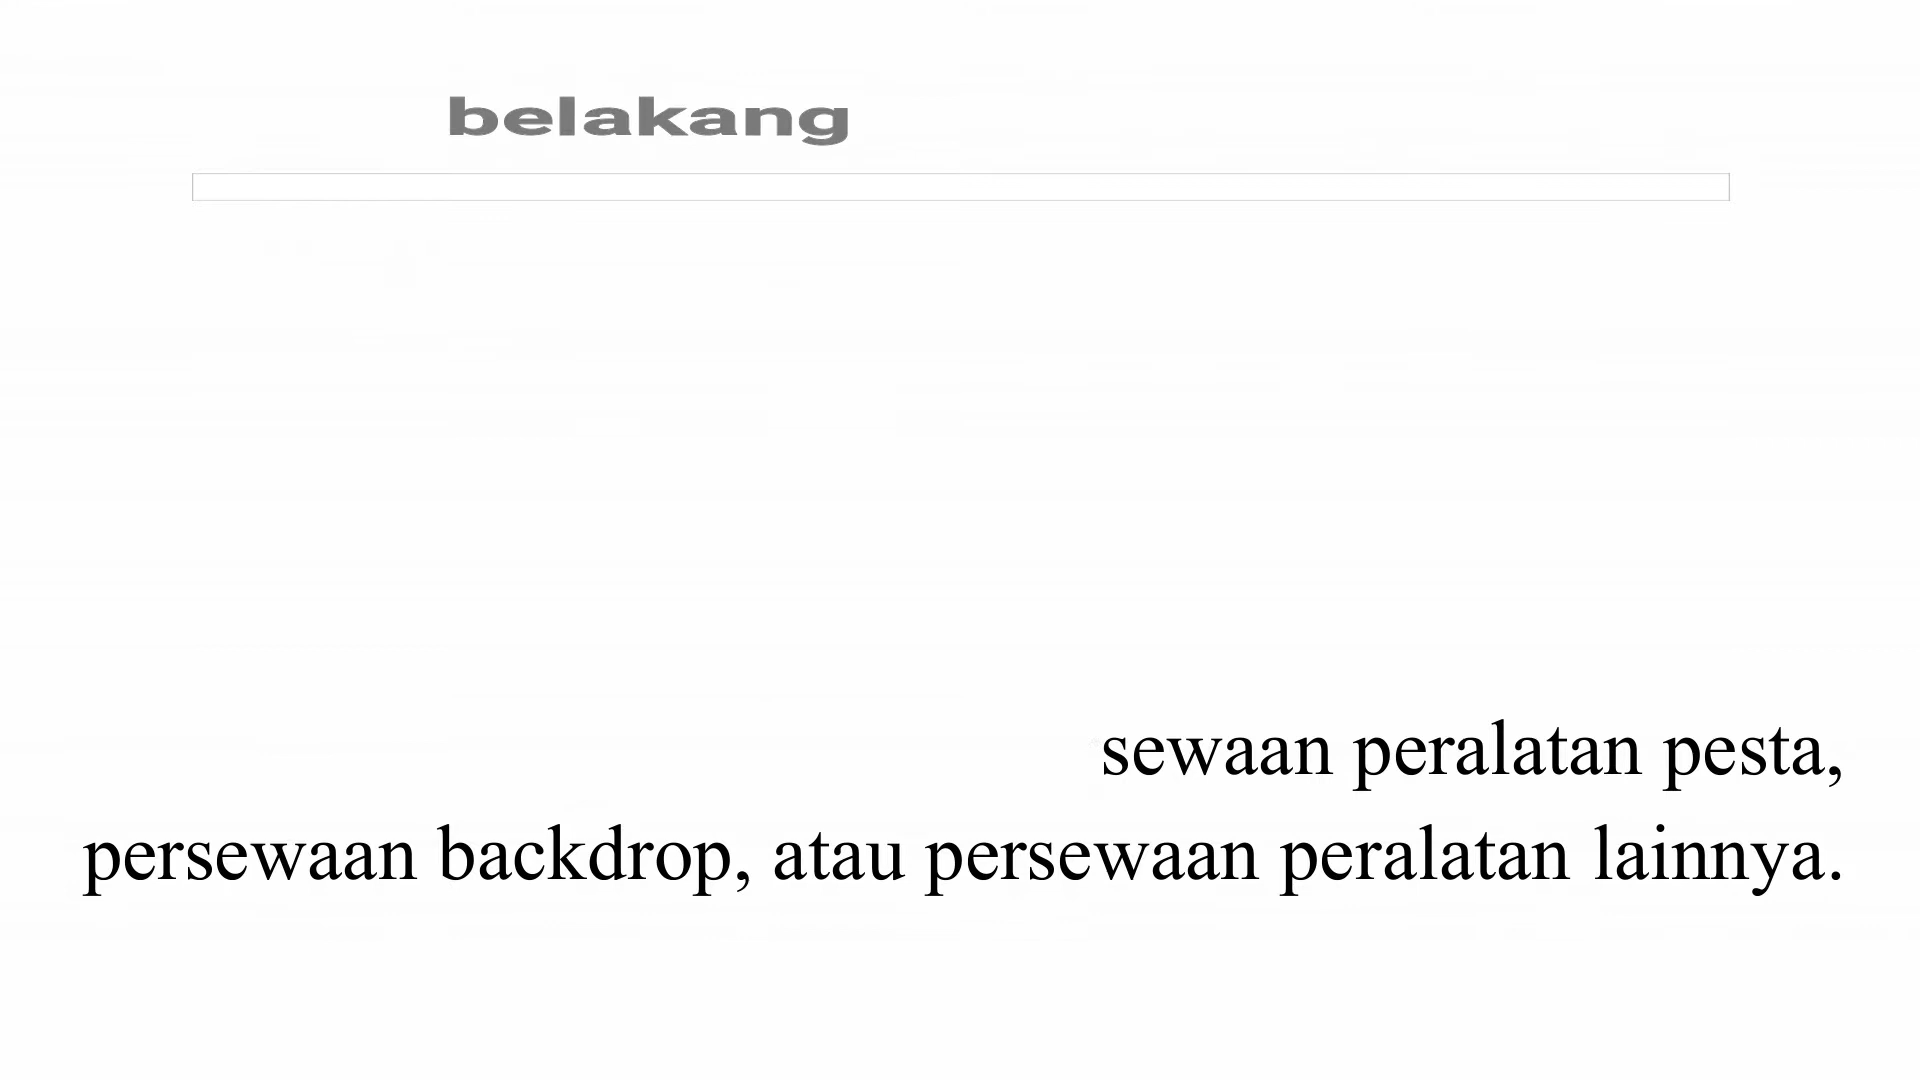 belakang
sewaan peralatan pesta,
persewaan backdrop, atau persewaan peralatan lainnya.